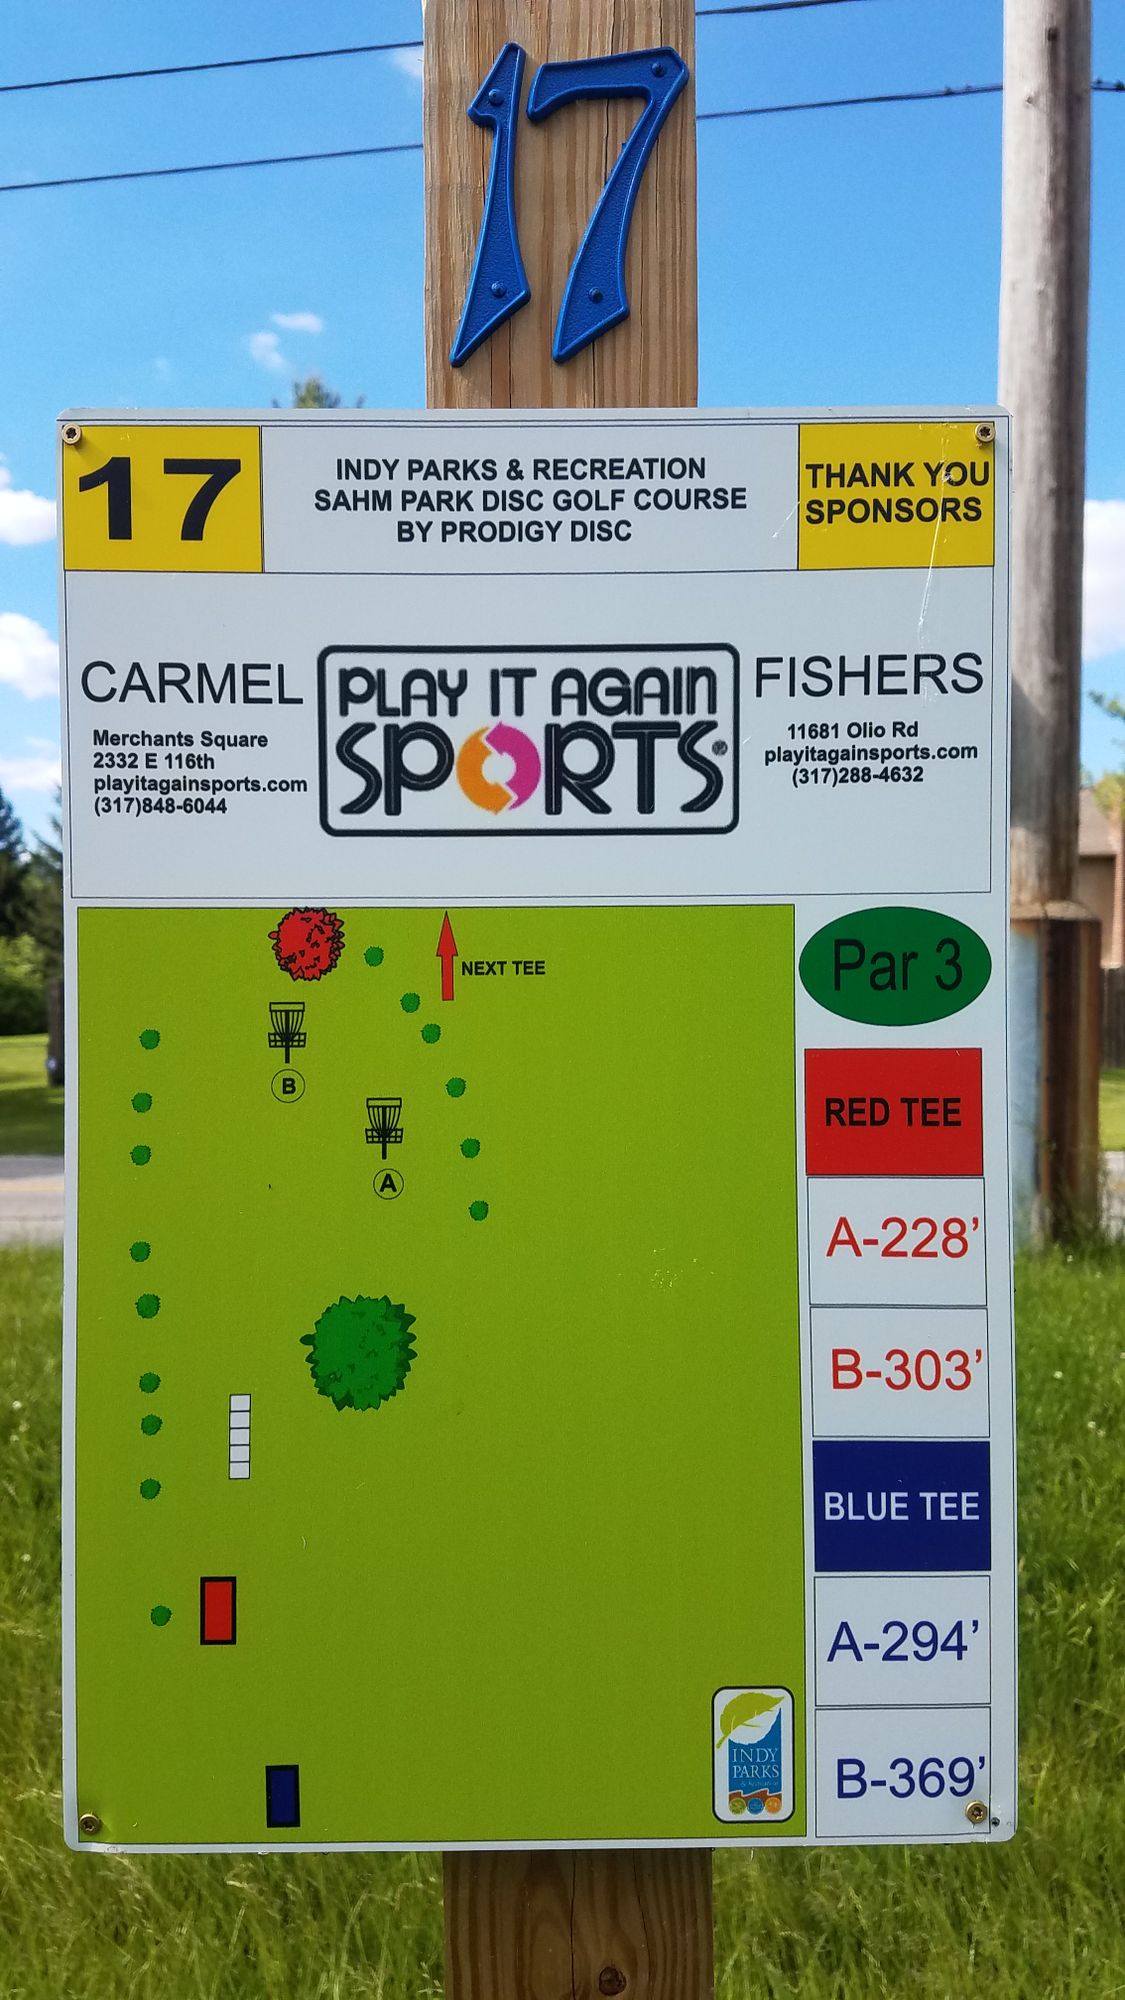 17
17
INDY PARKS & RECREATION
SAHM PARK DISC GOLF COURSE
BY PRODIGY DISC
THANK YOU
SPONSORS
CARMEL
Merchants Square
2332 E 116th
playitagainsports.com
(317)848-6044
PLAY IT AGAIN
SPORTS®
FISHERS
11681 Olio Rd
playitagainsports.com
(317)288-4632
NEXT TEE
B
A
Par 3
RED TEE
A-228’
B-303’
BLUE TEE
A-294’
B-369’
INDY
PARKS